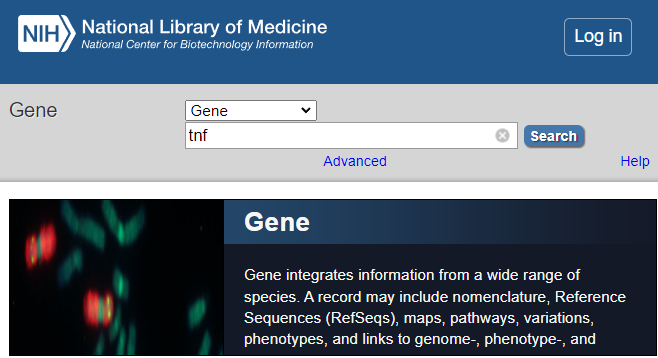 NIH National Library of Medicine
National Center for Biotechnology Information
Log in
Gene
Gene
tnf
Search
Advanced
Help
Gene
Gene integrates information from a wide range of
species. A record may include nomenclature, Reference
Sequences (RefSeqs), maps, pathways, variations,
phenotypes, and links to genome-, phenotype-, and